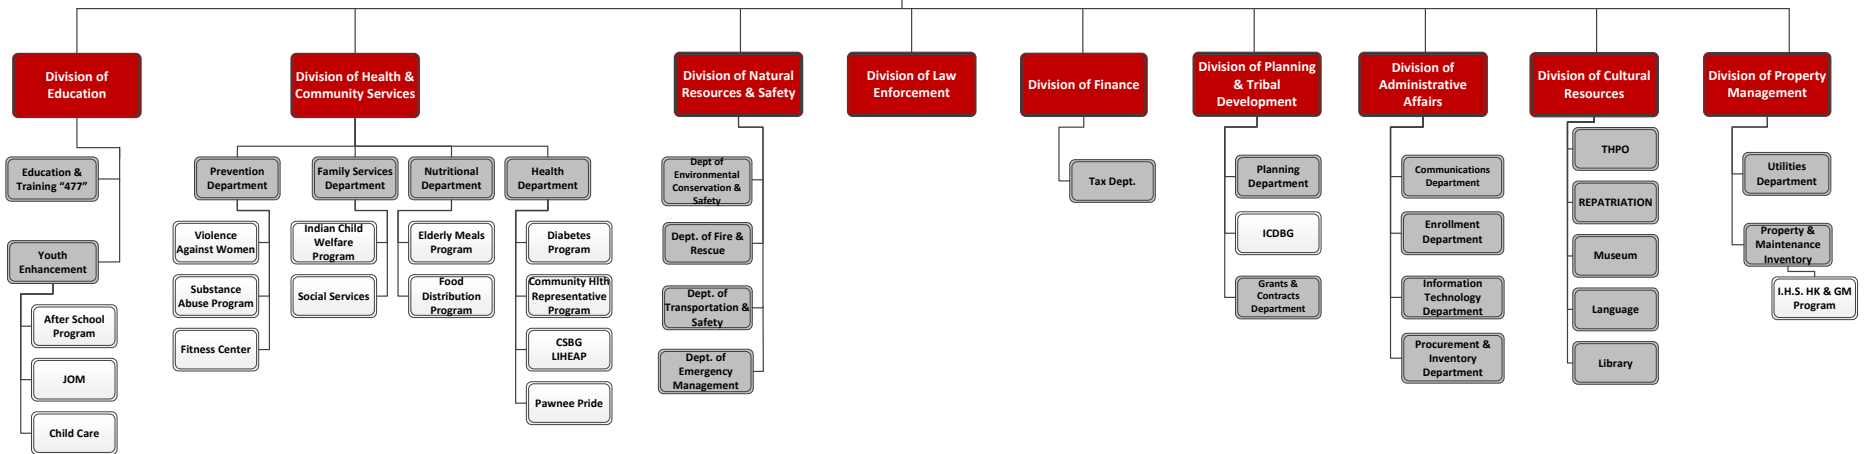 Division of
Education
Division of Health &
Community Services
Division of Natural
Resources & Safety
Division of Law
Enforcement
Division of Finance
Division of Planning
& Tribal
Development
Division of
Administrative
Affairs
Division of Cultural
Resources
Division of Property
Management
Education &
Training "477"
Youth
Enhancement
After School
Program
JOM
Child Care
Prevention
Department
Violence
Against Women
Substance
Abuse Program
Fitness Center
Family Services
Department
Indian Child
Welfare
Program
Social Services
Nutritional
Department
Elderly Meals
Program
Food
Distribution
Program
Health
Department
Diabetes
Program
Community Hlth
Representative
Program
CSBG
LIHEAP
Pawnee Pride
Dept of
Environmental
Conservation &
Safety
Dept. of Fire &
Rescue
Dept. of
Transportation &
Safety
Dept. of
Emergency
Management
Tax Dept.
Planning
Department
ICDBG
Grants &
Contracts
Department
Communications
Department
Enrollment
Department
Information
Technology
Department
Procurement &
Inventory
Department
THPO
REPATRIATION
Museum
Language
Library
Utilities
Department
Property &
Maintenance
Inventory
I.H.S. HK & GM
Program